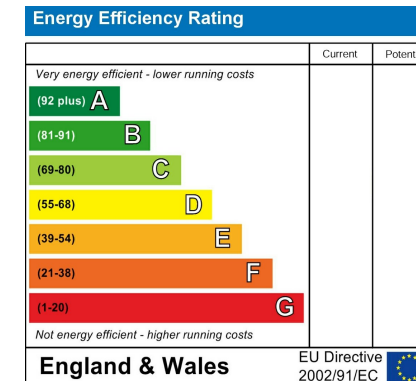 Energy Efficiency Rating
Current Potent
Very energy efficient - lower running costs
(92 plus) A
(81-91) B
(69-80) C
(55-68) D
(39-54) E
(21-38) F
(1-20) G
Not energy efficient - higher running costs
England & Wales
EU Directive
2002/91/EC